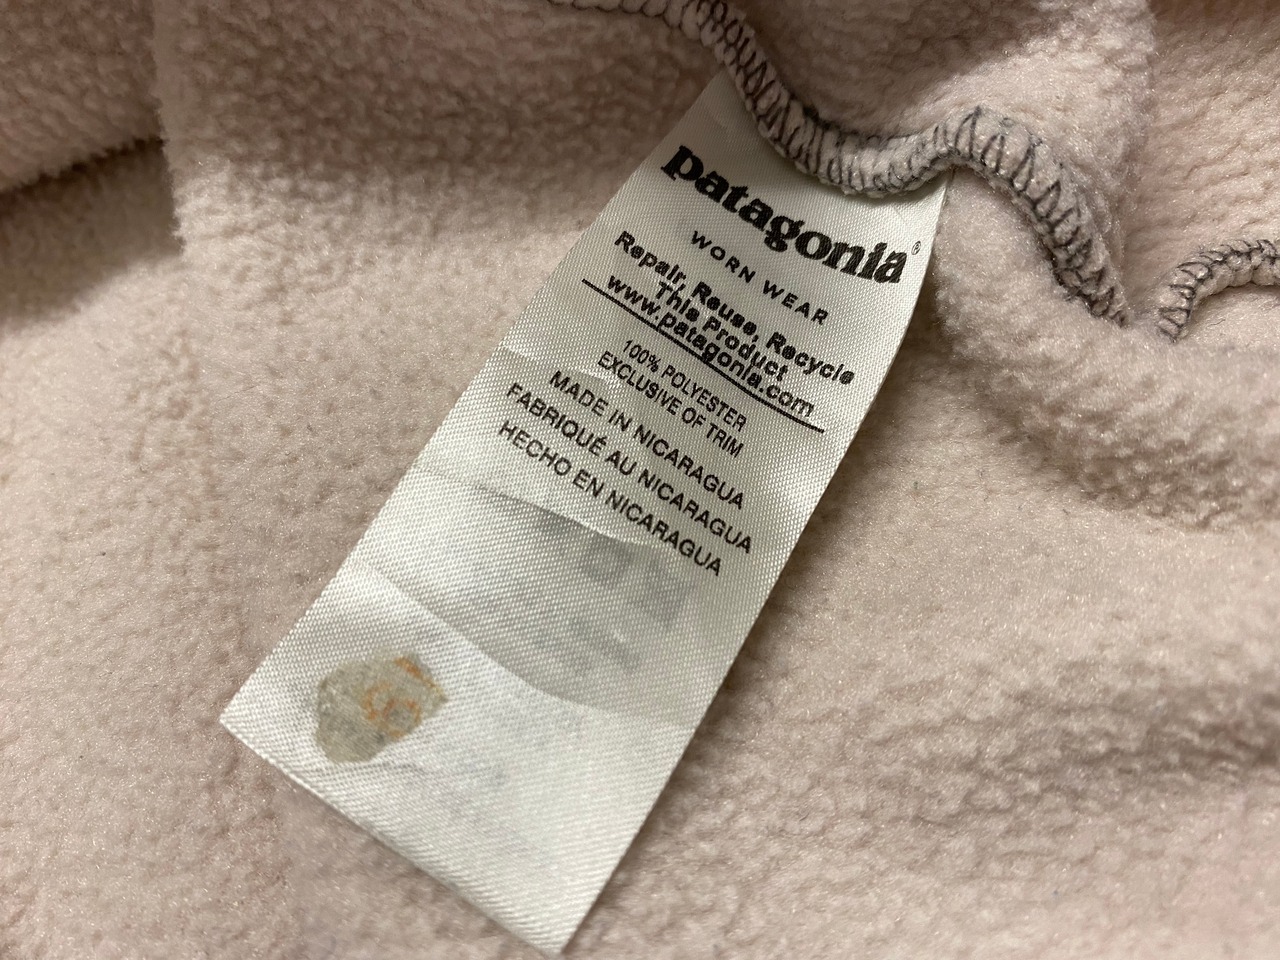 patagonia®
WORN WEAR
Repair, Reuse, Recycle
This Product
www.patagonia.com
100% POLYESTER
EXCLUSIVE OF TRIM
MADE IN NICARAGUA
FABRIQUÉ AU NICARAGUA
HECHO EN NICARAGUA